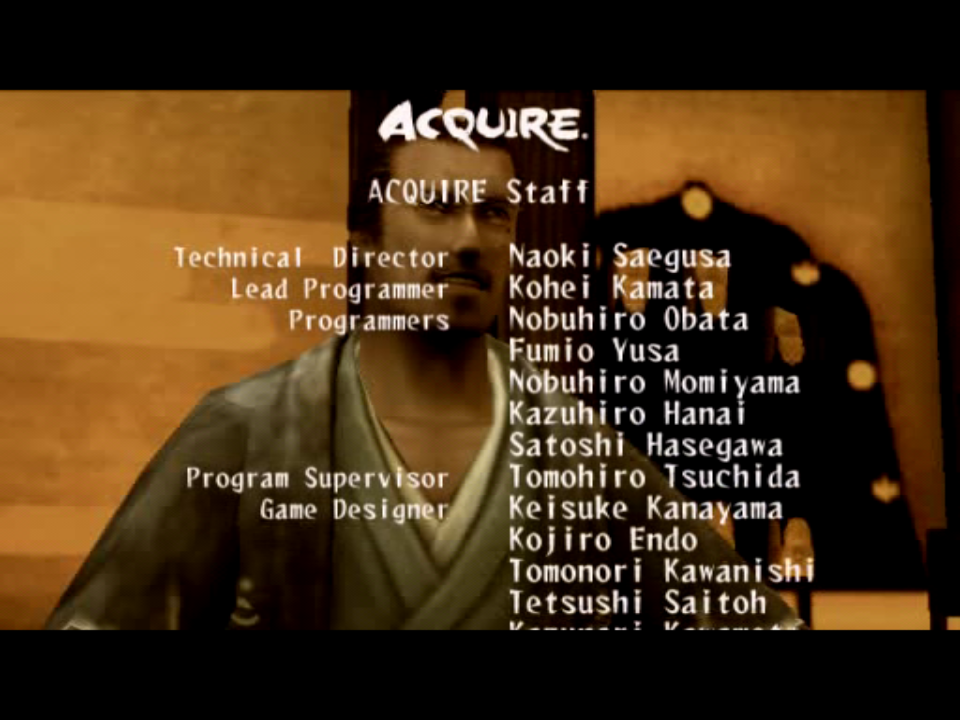 ACQUIRE.
ACQUIRE Staff
Technical Director Naoki Saegusa
Lead Programmer Kohei Kamata
Programmers Nobuhiro Obata
Fumio Yusa
Nobuhiro Momiyama
Kazuhiro Hanai
Satoshi Hasegawa
Program Supervisor Tomohiro Tsuchida
Game Designer Keisuke Kanayama
Kojiro Endo
Tomonori Kawanishi
Tetsushi Saitoh